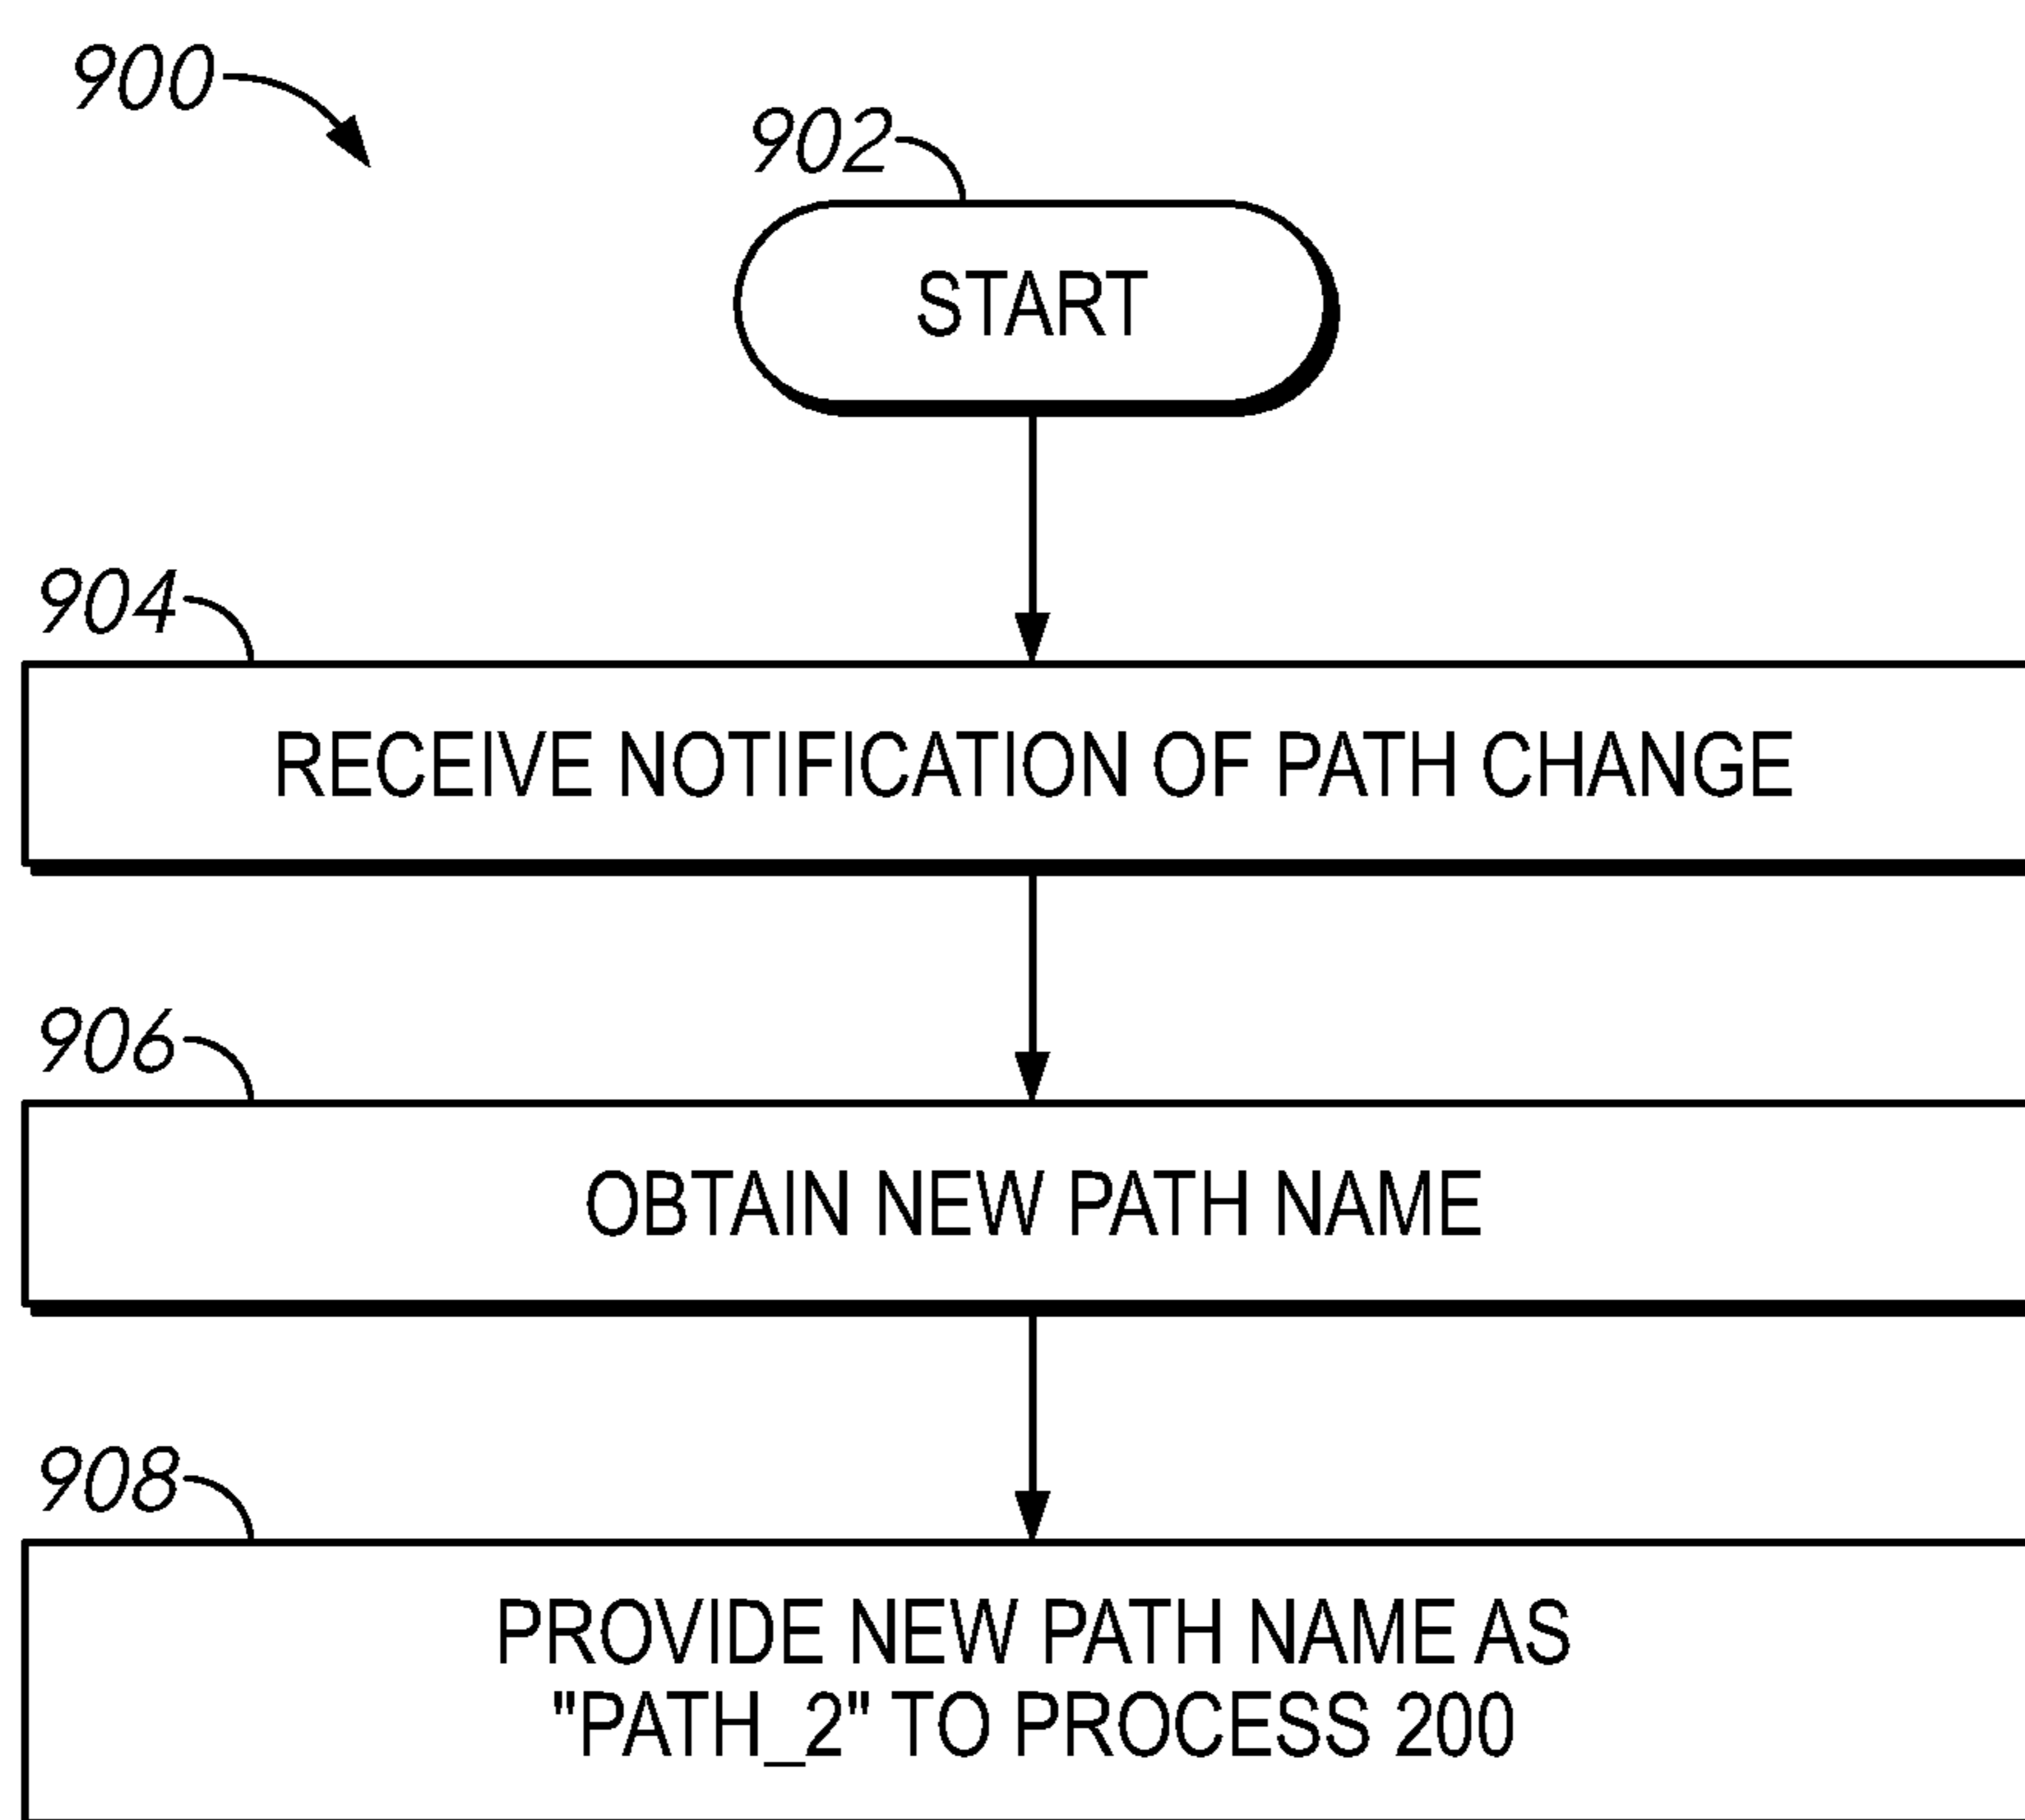 900
902
START
904
RECEIVE NOTIFICATION OF PATH CHANGE
906
OBTAIN NEW PATH NAME
908
PROVIDE NEW PATH NAME AS
"PATH_2" TO PROCESS 200